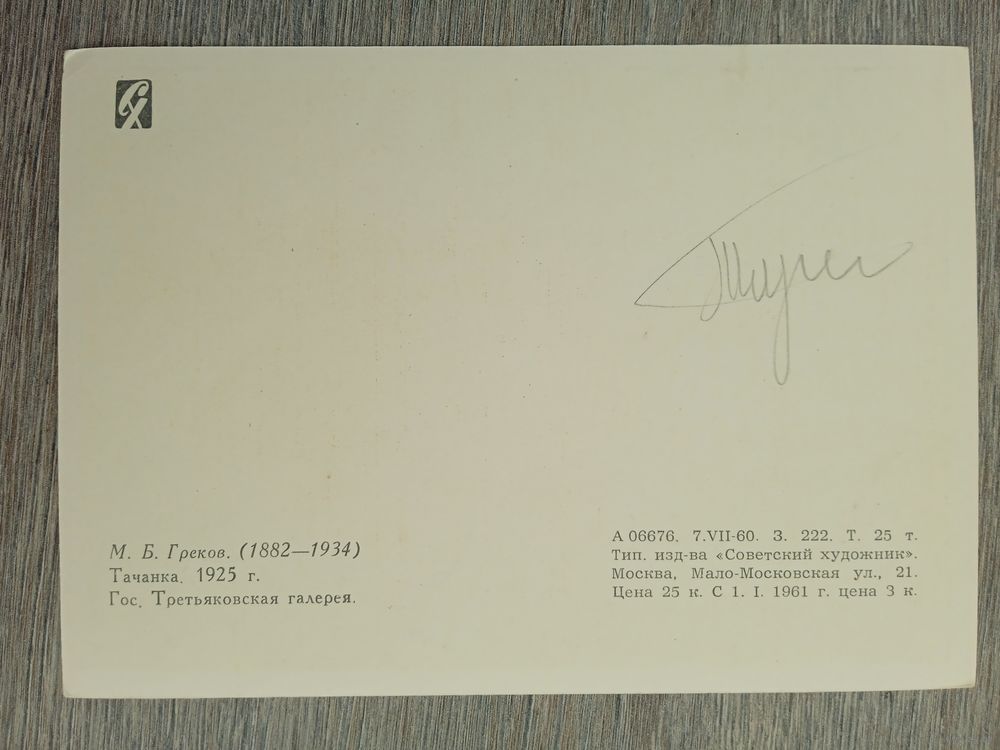 СХ
М. Б. Греков. (1882—1934)
Тачанка. 1925 г.
Гос. Третьяковская галерея.
А 06676. 7.VII-60. З. 222. Т. 25 т.
Тип. изд-ва «Советский художник».
Москва, Мало-Московская ул., 21.
Цена 25 к. С 1. I. 1961 г. цена 3 к.